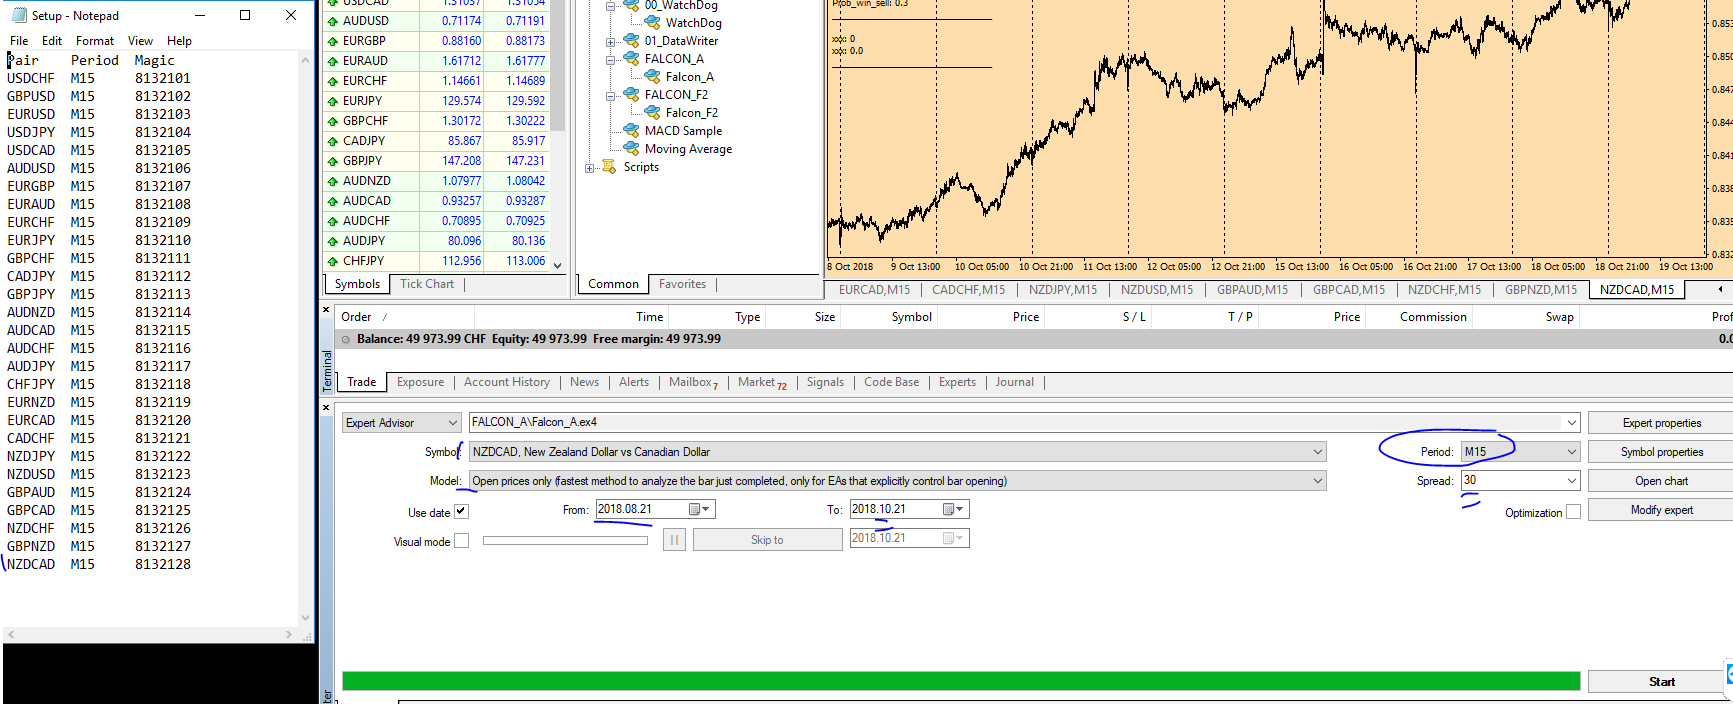 Setup - Notepad
File Edit Format View Help
Pair Period Magic
USDCHF M15 8132101
GBPUSD M15 8132102
EURUSD M15 8132103
USDJPY M15 8132104
USDCAD M15 8132105
AUDUSD M15 8132106
EURGBP M15 8132107
EURAUD M15 8132108
EURCHF M15 8132109
EURJPY M15 8132110
GBPCHF M15 8132111
CADJPY M15 8132112
GBPJPY M15 8132113
AUDNZD M15 8132114
AUDCAD M15 8132115
AUDCHF M15 8132116
AUDJPY M15 8132117
CHFJPY M15 8132118
EURNZD M15 8132119
EURCAD M15 8132120
CADCHF M15 8132121
NZDJPY M15 8132122
NZDUSD M15 8132123
GBPAUD M15 8132124
GBPCAD M15 8132125
NZDCHF M15 8132126
GBPNZD M15 8132127
NZDCAD M15 8132128
USDCAD 1.31037 1.31054
AUDUSD 0.71174 0.71191
EURGBP 0.88160 0.88173
EURAUD 1.61712 1.61777
EURCHF 1.14661 1.14689
EURJPY 129.574 129.592
GBPCHF 1.30172 1.30222
CADJPY 85.867 85.917
GBPJPY 147.208 147.231
AUDNZD 1.07977 1.08042
AUDCAD 0.93257 0.93287
AUDCHF 0.70895 0.70925
AUDJPY 80.096 80.136
CHFJPY 112.956 113.006
Symbols Tick Chart
00_WatchDog
WatchDog
01_DataWriter
FALCON_A
Falcon_A
FALCON_F2
Falcon_F2
MACD Sample
Moving Average
Scripts
Common Favorites
Prob_win_sell: 0.3
xxx: 0
xxx: 0.0
0.850
0.847
0.844
0.841
0.838
0.835
0.832
8 Oct 2018 9 Oct 13:00 10 Oct 05:00 10 Oct 21:00 11 Oct 13:00 12 Oct 05:00 12 Oct 21:00 15 Oct 13:00 16 Oct 05:00 16 Oct 21:00 17 Oct 13:00 18 Oct 05:00 18 Oct 21:00 19 Oct 13:00
EURCAD,M15 CADCHF,M15 NZDJPY,M15 NZDUSD,M15 GBPAUD,M15 GBPCAD,M15 NZDCHF,M15 GBPNZD,M15 NZDCAD,M15
Order Time Type Size Symbol Price S / L T / P Price Commission Swap Prof
Balance: 49 973.99 CHF Equity: 49 973.99 Free margin: 49 973.99 0.0
Terminal
Trade Exposure Account History News Alerts Mailbox 7 Market 72 Signals Code Base Experts Journal
Expert Advisor FALCON_A\Falcon_A.ex4 Expert properties
Symbol: NZDCAD, New Zealand Dollar vs Canadian Dollar Period: M15 Symbol properties
Model: Open prices only (fastest method to analyze the bar just completed, only for EAs that explicitly control bar opening) Spread: 30 Open chart
Use date From: 2018.08.21 To: 2018.10.21 Optimization Modify expert
Visual mode Skip to 2018.10.21
Start